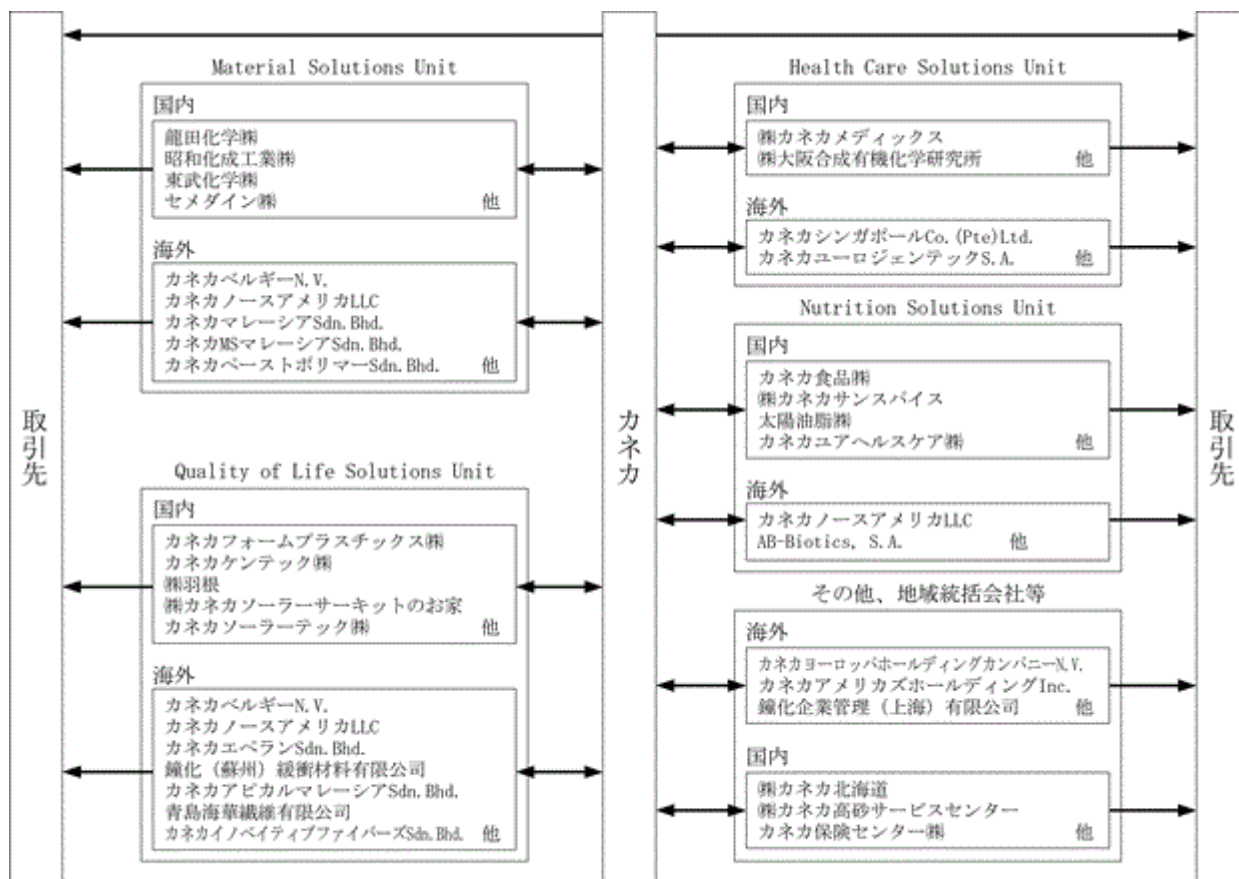 取引先
Material Solutions Unit
国内
龍田化学㈱
昭和化成工業㈱
東武化学㈱
セメダイン㈱ 他
海外
カネカベルギーN.V.
カネカノースアメリカLLC
カネカマレーシアSdn.Bhd.
カネカMSマレーシアSdn.Bhd.
カネカペーストポリマーSdn.Bhd. 他
Quality of Life Solutions Unit
国内
カネカフォームプラスチックス㈱
カネカケンテック㈱
㈱羽根
㈱カネカソーラーサーキットのお家
カネカソーラーテック㈱ 他
海外
カネカベルギーN.V.
カネカノースアメリカLLC
カネカエペランSdn.Bhd.
鐘化（蘇州）緩衝材料有限公司
カネカアピカルマレーシアSdn.Bhd.
青島海華繊維有限公司
カネカイノベイティブファイバーズSdn.Bhd. 他
カネカ
Health Care Solutions Unit
国内
㈱カネカメディックス
㈱大阪合成有機化学研究所 他
海外
カネカシンガポールCo.(Pte)Ltd.
カネカユーロジェンテックS.A. 他
Nutrition Solutions Unit
国内
カネカ食品㈱
㈱カネカサンスパイス
太陽油脂㈱
カネカユアヘルスケア㈱ 他
海外
カネカノースアメリカLLC
AB-Biotics, S.A. 他
その他、地域統括会社等
海外
カネカヨーロッパホールディングカンパニーN.V.
カネカアメリカズホールディングInc.
鐘化企業管理（上海）有限公司 他
国内
㈱カネカ北海道
㈱カネカ高砂サービスセンター
カネカ保険センター㈱ 他
取引先